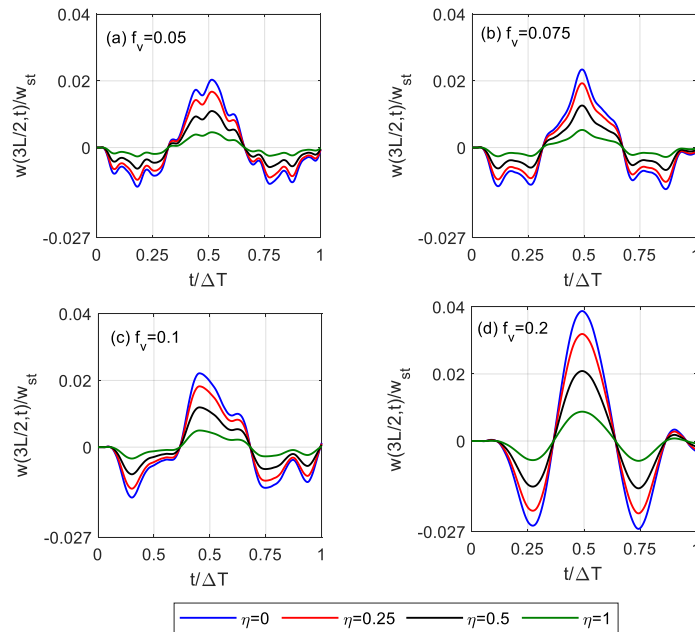 (a) f_v=0.05
0.04
0.02
0
-0.027
w(3L/2,t)/w_st
0 0.25 0.5 0.75 1
t/ΔT
(b) f_v=0.075
0.04
0.02
0
-0.027
w(3L/2,t)/w_st
0 0.25 0.5 0.75 1
t/ΔT
(c) f_v=0.1
0.04
0.02
0
-0.027
w(3L/2,t)/w_st
0 0.25 0.5 0.75 1
t/ΔT
(d) f_v=0.2
0.04
0.02
0
-0.027
w(3L/2,t)/w_st
0 0.25 0.5 0.75 1
t/ΔT
η=0 η=0.25 η=0.5 η=1